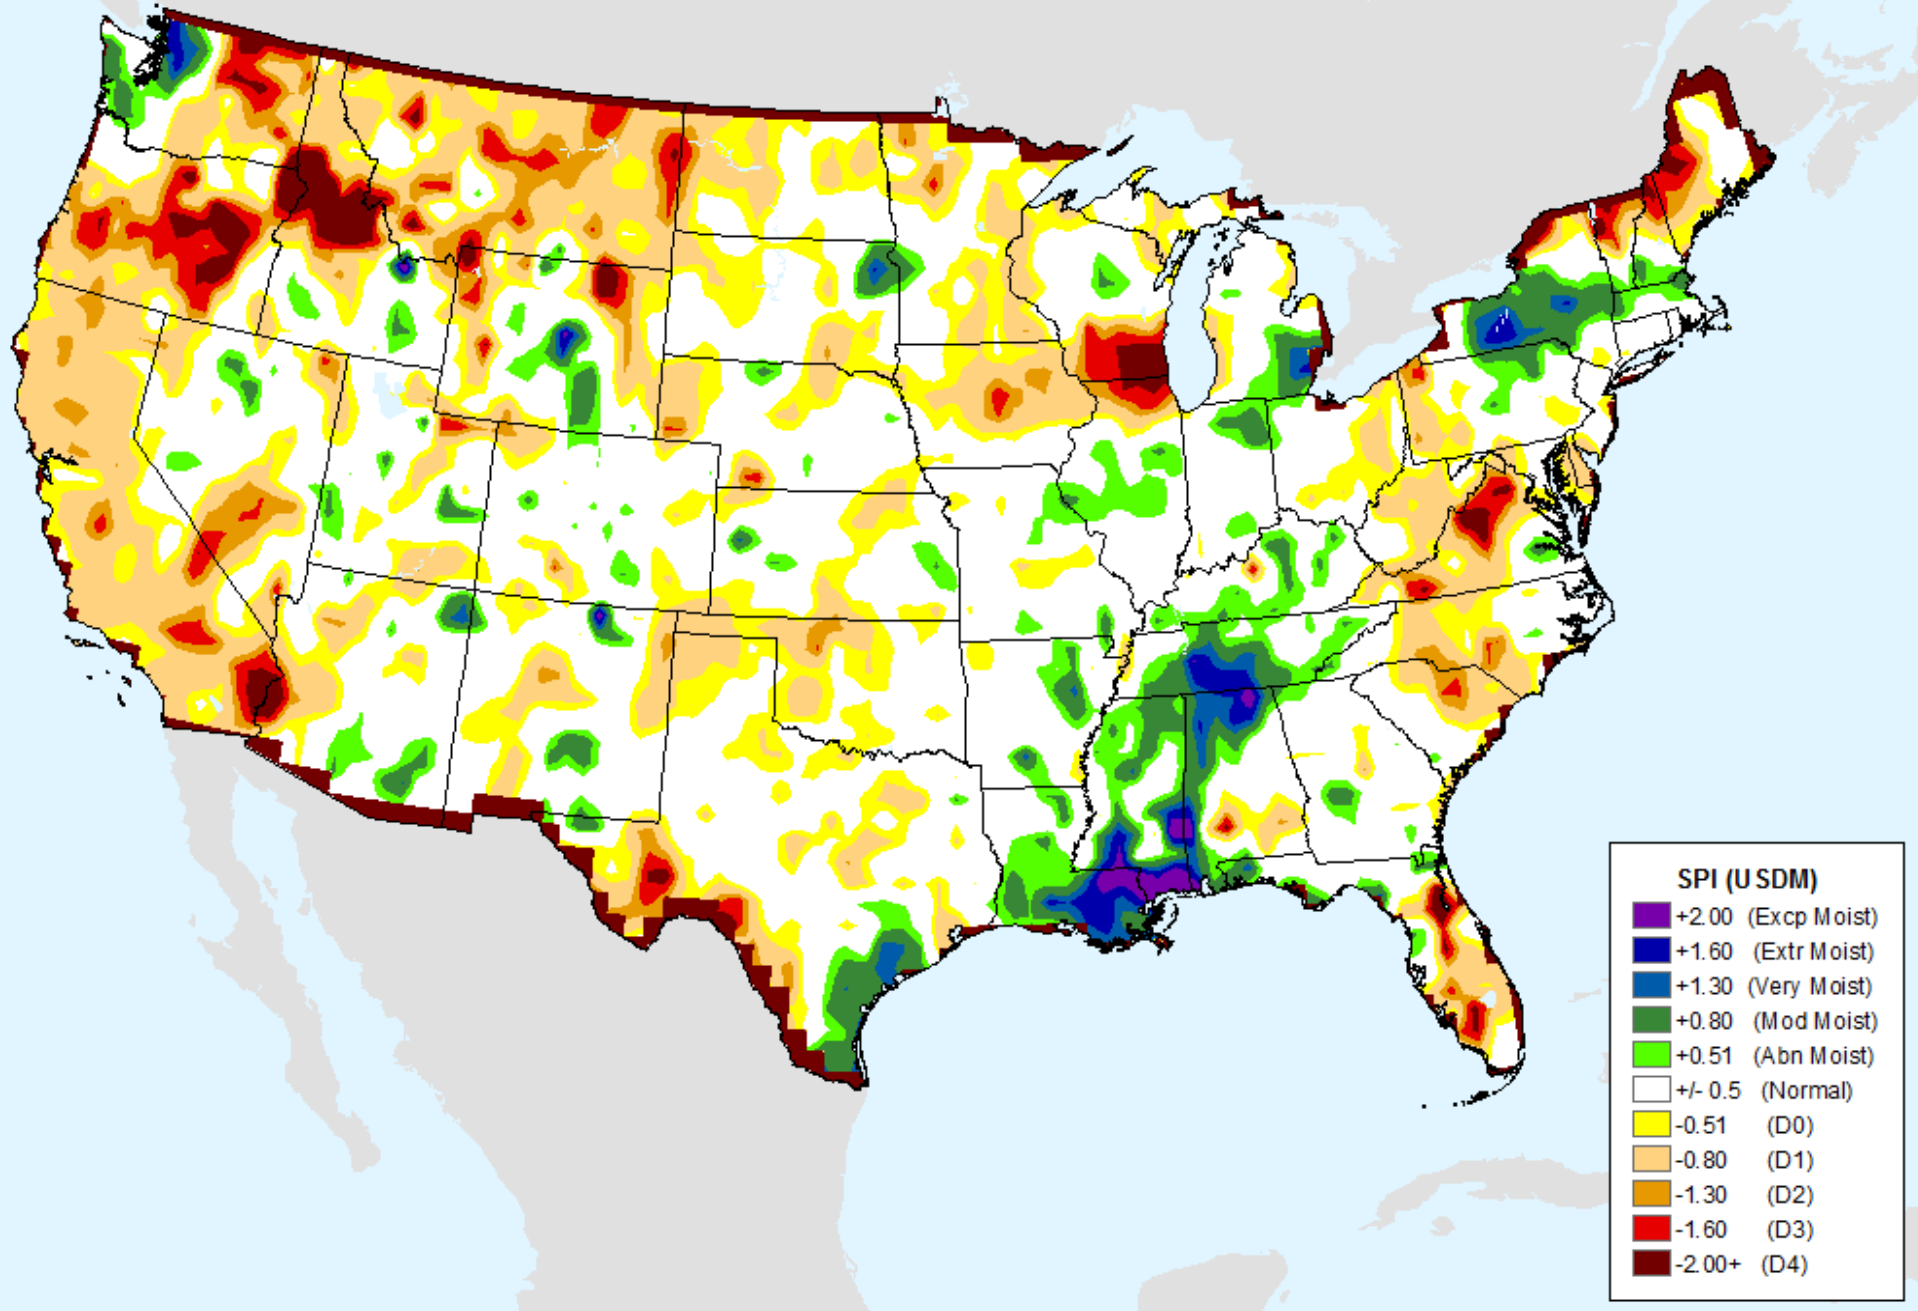 SPI (USDM)
+2.00 (Excp Moist)
+1.60 (Extr Moist)
+1.30 (Very Moist)
+0.80 (Mod Moist)
+0.51 (Abn Moist)
+/- 0.5 (Normal)
-0.51 (D0)
-0.80 (D1)
-1.30 (D2)
-1.60 (D3)
-2.00+ (D4)